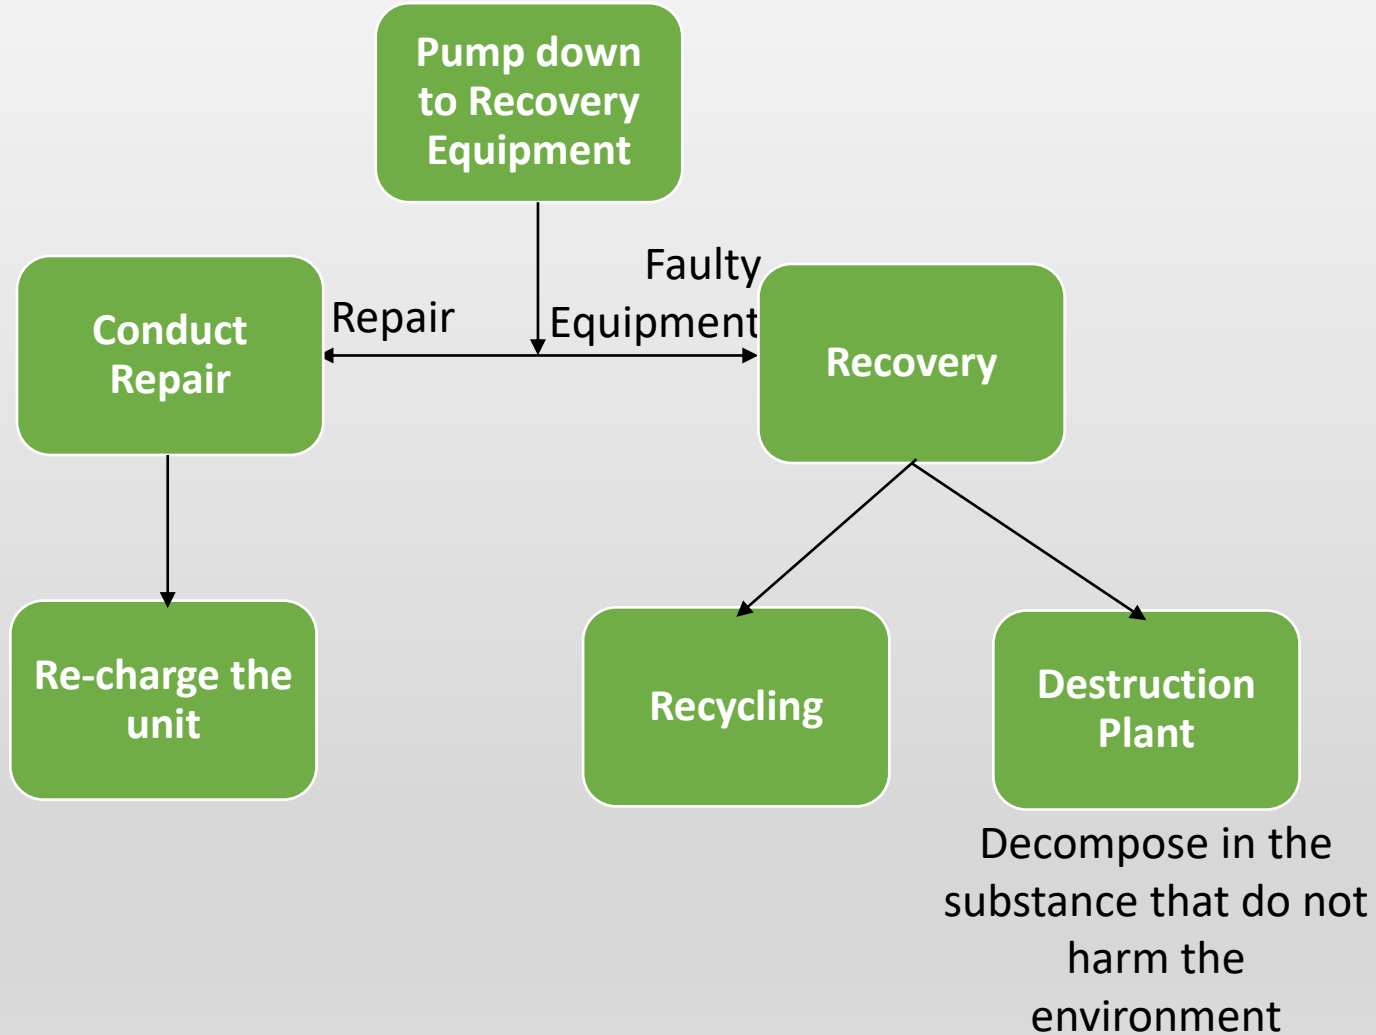 Pump down
to Recovery
Equipment
Faulty
Equipment
Repair
Conduct
Repair
Recovery
Re-charge the
unit
Recycling
Destruction
Plant
Decompose in the
substance that do not
harm the
environment